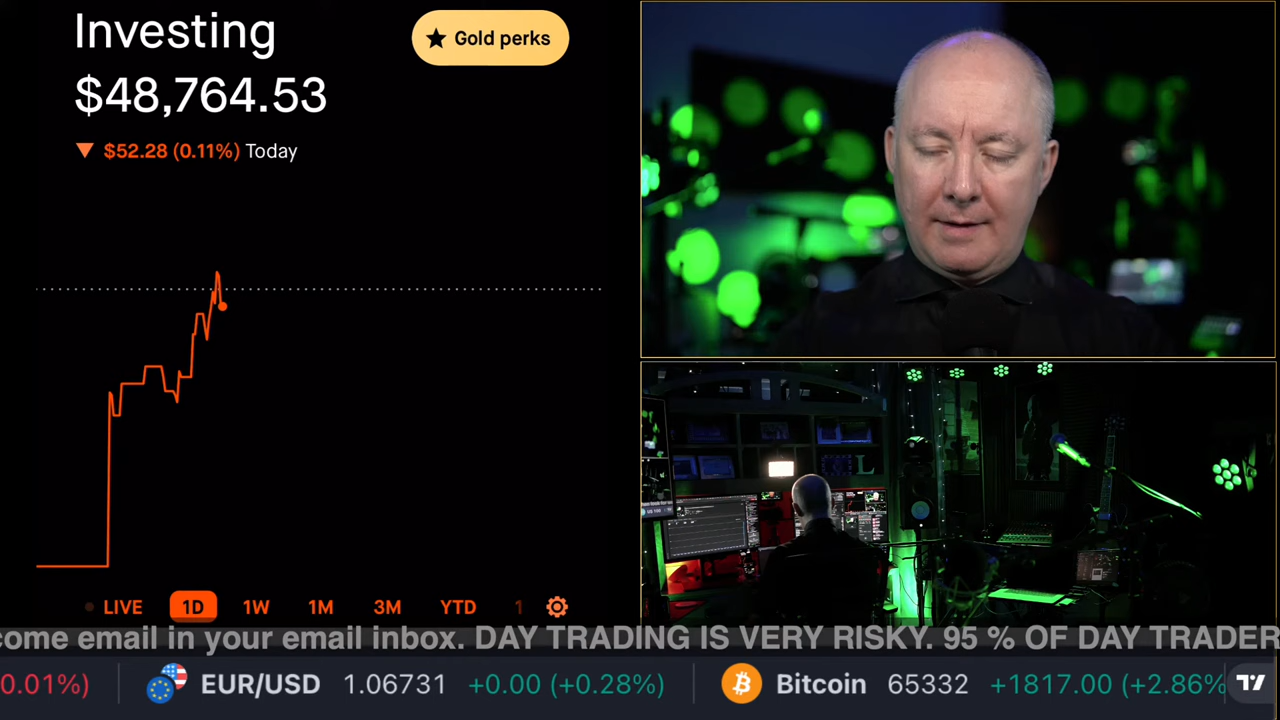 Investing
Gold perks
$48,764.53
$52.28 (0.11%) Today
LIVE 1D 1W 1M 3M YTD 1
come email in your email inbox. DAY TRADING IS VERY RISKY. 95 % OF DAY TRADER
0.01%) EUR/USD 1.06731 +0.00 (+0.28%) Bitcoin 65332 +1817.00 (+2.86%